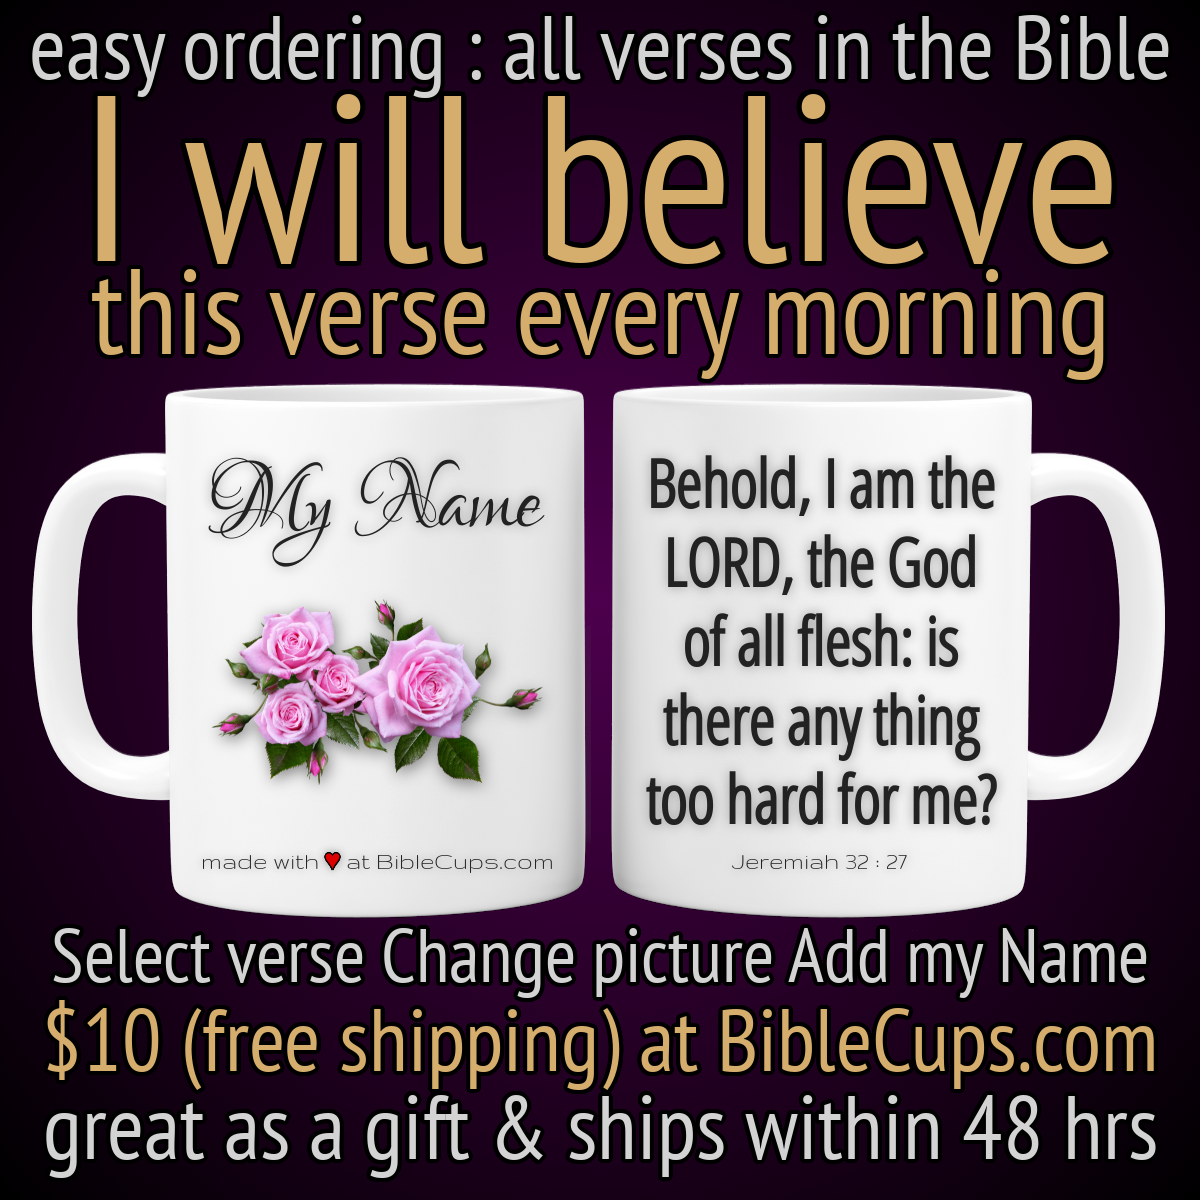 easy ordering : all verses in the Bible
I will believe
this verse every morning
My Name
made with at BibleCups.com
Behold, I am the
LORD, the God
of all flesh: is
there any thing
too hard for me?
Jeremiah 32 : 27
Select verse Change picture Add my Name
$10 (free shipping) at BibleCups.com
great as a gift & ships within 48 hrs